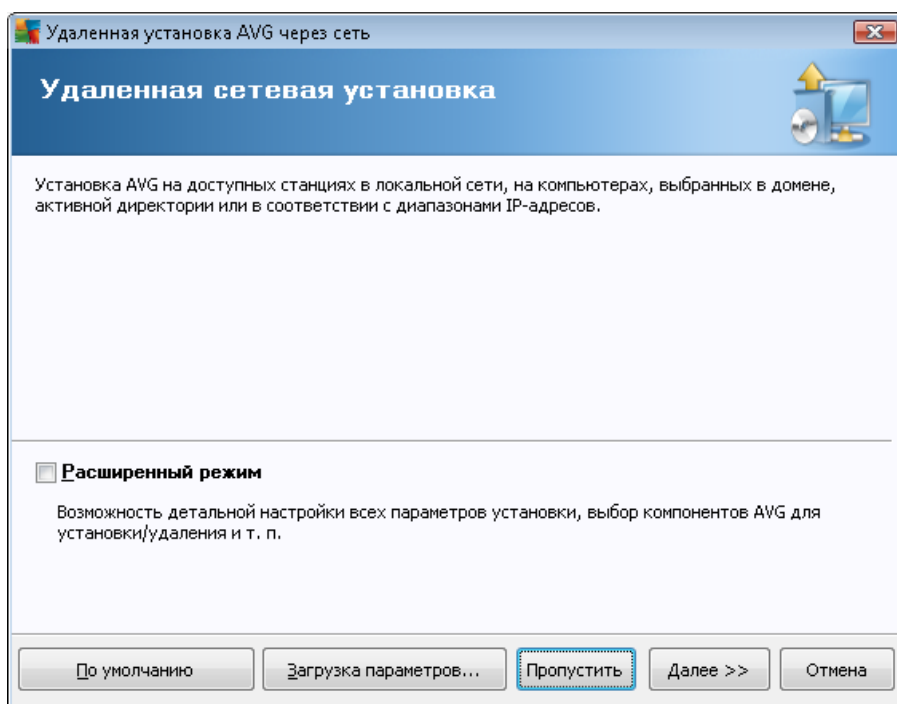 Удаленная установка AVG через сеть
Удаленная сетевая установка
Установка AVG на доступных станциях в локальной сети, на компьютерах, выбранных в домене,
активной директории или в соответствии с диапазонами IP-адресов.
Расширенный режим
Возможность детальной настройки всех параметров установки, выбор компонентов AVG для
установки/удаления и т. п.
По умолчанию Загрузка параметров... Пропустить Далее >> Отмена